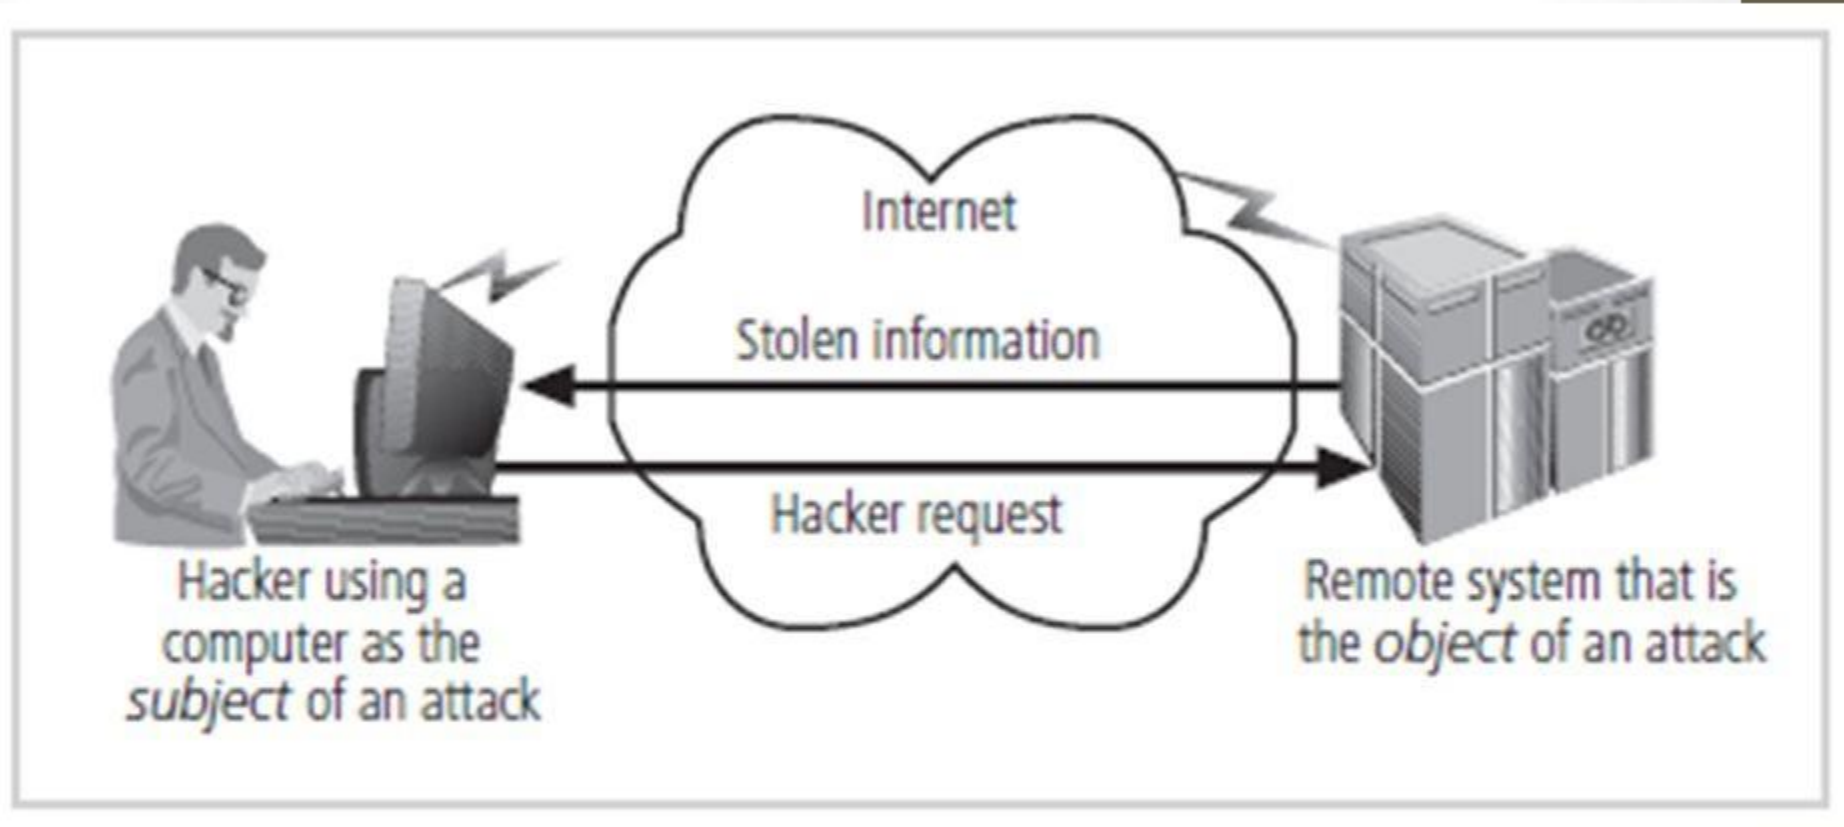 Internet
Stolen information
Hacker request
Hacker using a
computer as the
subject of an attack
Remote system that is
the object of an attack